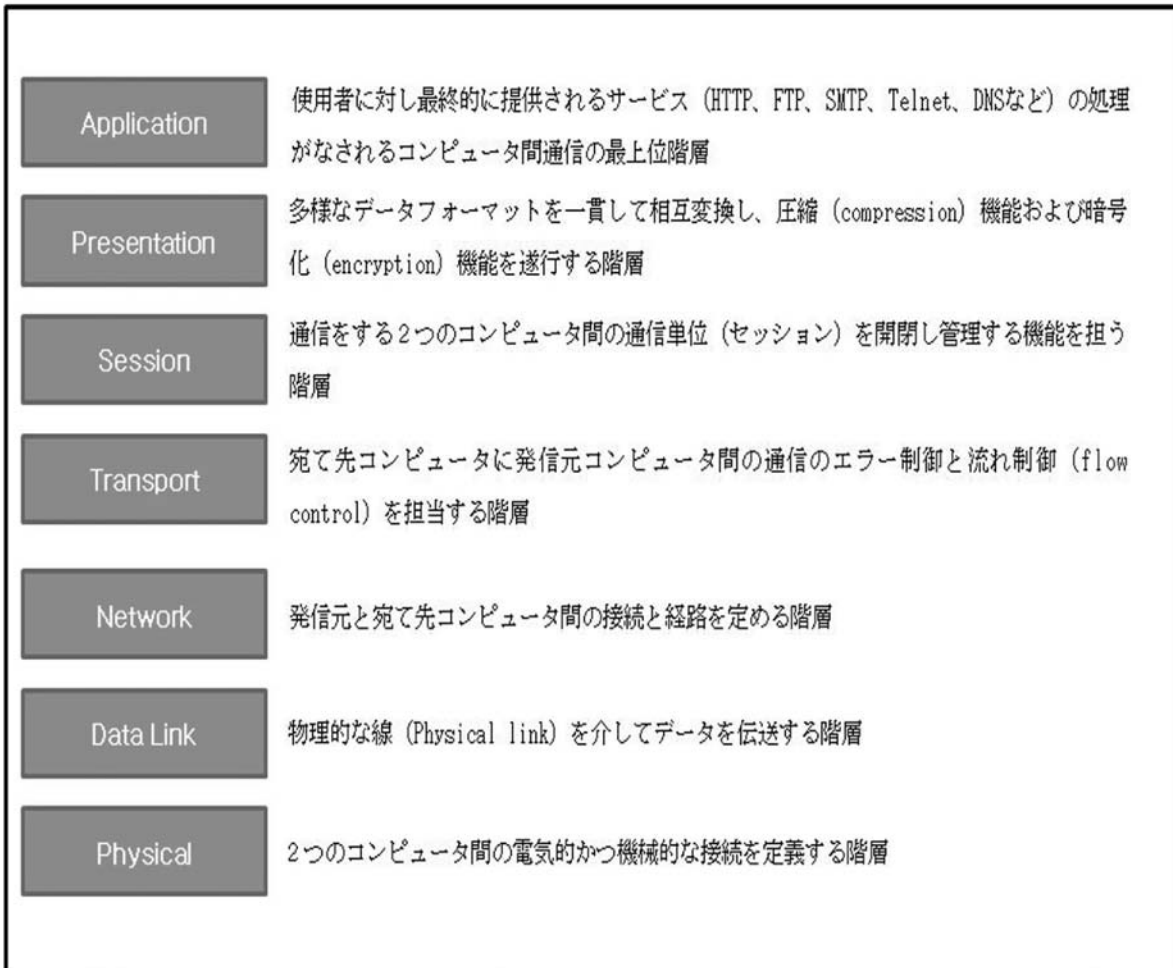 Application
使用者に対し最終的に提供されるサービス（HTTP、FTP、SMTP、Telnet、DNSなど）の処理
がなされるコンピュータ間通信の最上位階層
Presentation
多様なデータフォーマットを一貫して相互変換し、圧縮（compression）機能および暗号
化（encryption）機能を遂行する階層
Session
通信をする２つのコンピュータ間の通信単位（セッション）を開閉し管理する機能を担う
階層
Transport
宛て先コンピュータに発信元コンピュータ間の通信のエラー制御と流れ制御（flow
control）を担当する階層
Network
発信元と宛て先コンピュータ間の接続と経路を定める階層
Data Link
物理的な線（Physical link）を介してデータを伝送する階層
Physical
２つのコンピュータ間の電気的かつ機械的な接続を定義する階層